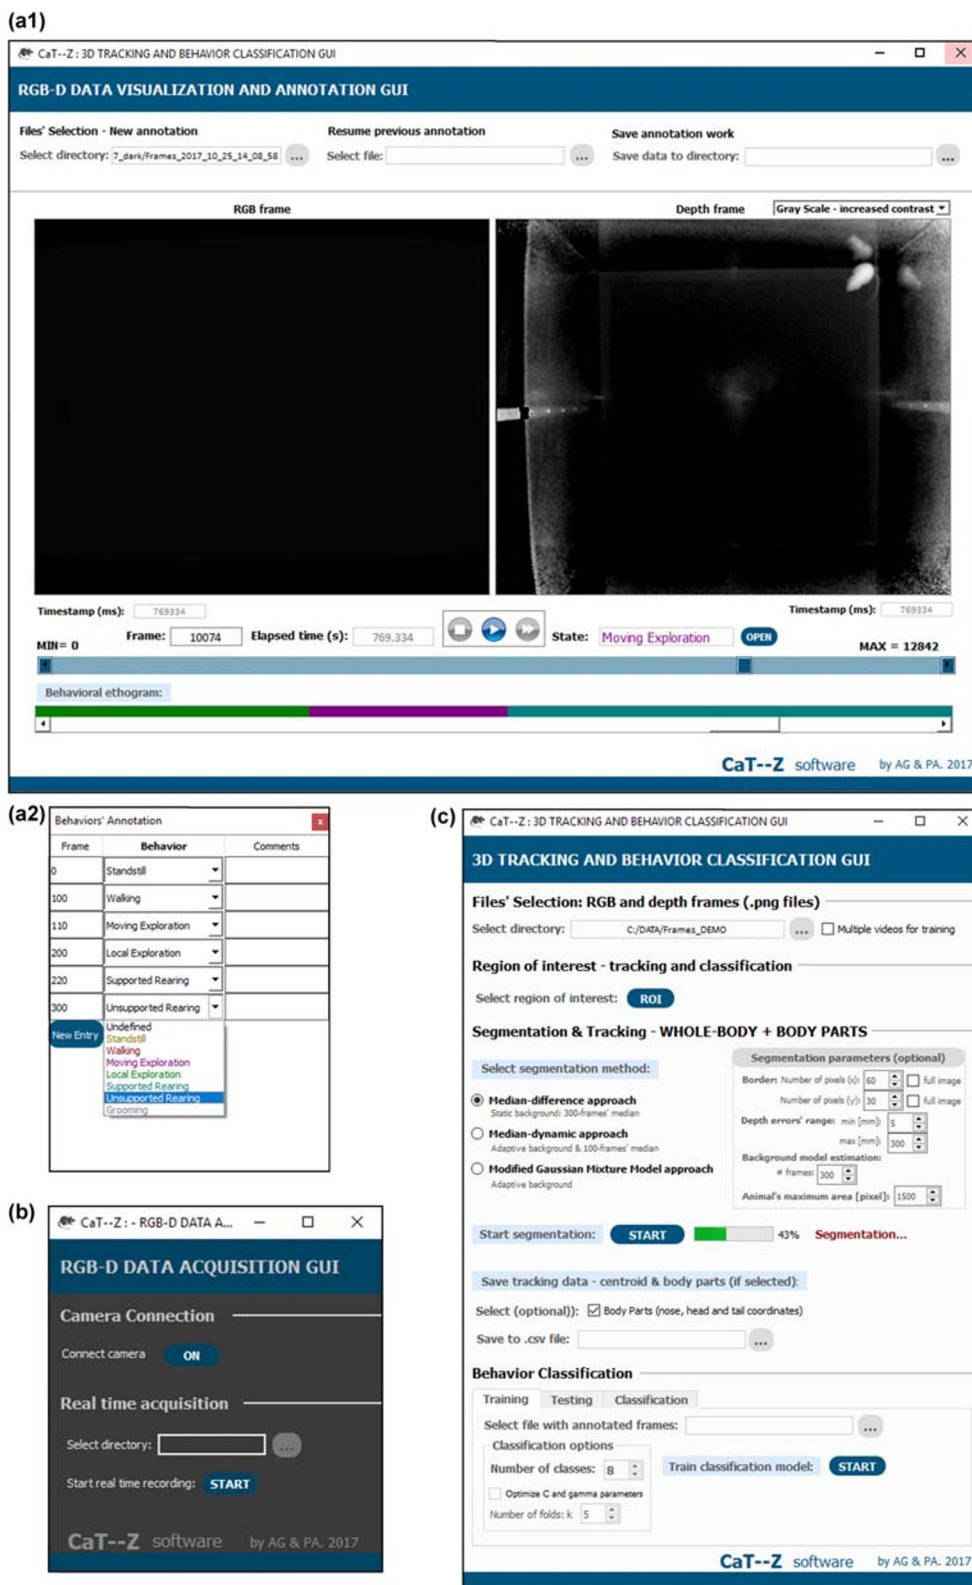 (a1)
CaT--Z : 3D TRACKING AND BEHAVIOR CLASSIFICATION GUI
RGB-D DATA VISUALIZATION AND ANNOTATION GUI
Files' Selection - New annotation Resume previous annotation Save annotation work
Select directory: 7_dark/Frames_2017_10_25_14_08_58 ... Select file: ... Save data to directory: ...
RGB frame Depth frame Gray Scale - increased contrast
Timestamp (ms): 769334 Timestamp (ms): 769334
MIN= 0 Frame: 10074 Elapsed time (s): 769.334 State: Moving Exploration OPEN MAX = 12842
Behavioral ethogram:
CaT--Z software by AG & PA. 2017
(a2)
Behaviors' Annotation x
Frame Behavior Comments
0 Standstill
100 Walking
110 Moving Exploration
200 Local Exploration
220 Supported Rearing
300 Unsupported Rearing
New Entry
Undefined
Standstill
Walking
Moving Exploration
Local Exploration
Supported Rearing
Unsupported Rearing
Grooming
(b)
CaT--Z : - RGB-D DATA A...
RGB-D DATA ACQUISITION GUI
Camera Connection
Connect camera ON
Real time acquisition
Select directory: ...
Start real time recording: START
CaT--Z software by AG & PA. 2017
(c)
CaT--Z : 3D TRACKING AND BEHAVIOR CLASSIFICATION GUI
3D TRACKING AND BEHAVIOR CLASSIFICATION GUI
Files' Selection: RGB and depth frames (.png files)
Select directory: C:/DATA/Frames_DEMO ... Multiple videos for training
Region of interest - tracking and classification
Select region of interest: ROI
Segmentation & Tracking - WHOLE-BODY + BODY PARTS
Select segmentation method:
Median-difference approach
Static background: 300-frames' median
Median-dynamic approach
Adaptive background & 100-frames' median
Modified Gaussian Mixture Model approach
Adaptive background
Segmentation parameters (optional)
Border: Number of pixels (x): 60 full image
Number of pixels (y): 30 full image
Depth errors' range: min [mm]: 5
max [mm]: 300
Background model estimation:
# frames: 300
Animal's maximum area [pixel]: 1500
Start segmentation: START 43% Segmentation...
Save tracking data - centroid & body parts (if selected):
Select (optional)): Body Parts (nose, head and tail coordinates)
Save to .csv file: ...
Behavior Classification
Training Testing Classification
Select file with annotated frames: ...
Classification options
Number of classes: 8 Train classification model: START
Optimize C and gamma parameters
Number of folds: k 5
CaT--Z software by AG & PA. 2017